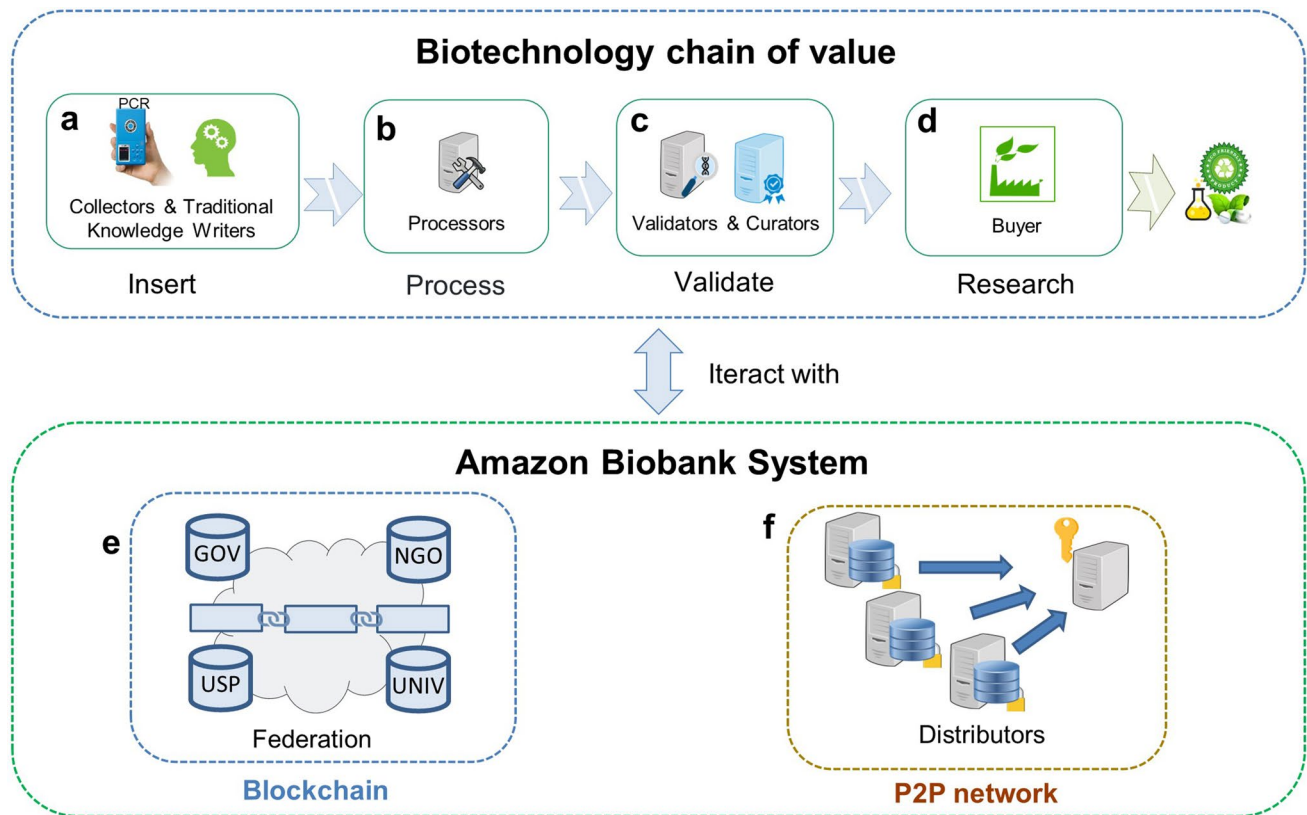 Biotechnology chain of value
a
PCR
Collectors & Traditional
Knowledge Writers
Insert
b
Processors
Process
c
Validators & Curators
Validate
d
Buyer
Research
Iteract with
Amazon Biobank System
e
GOV
NGO
USP
UNIV
Federation
Blockchain
f
Distributors
P2P network